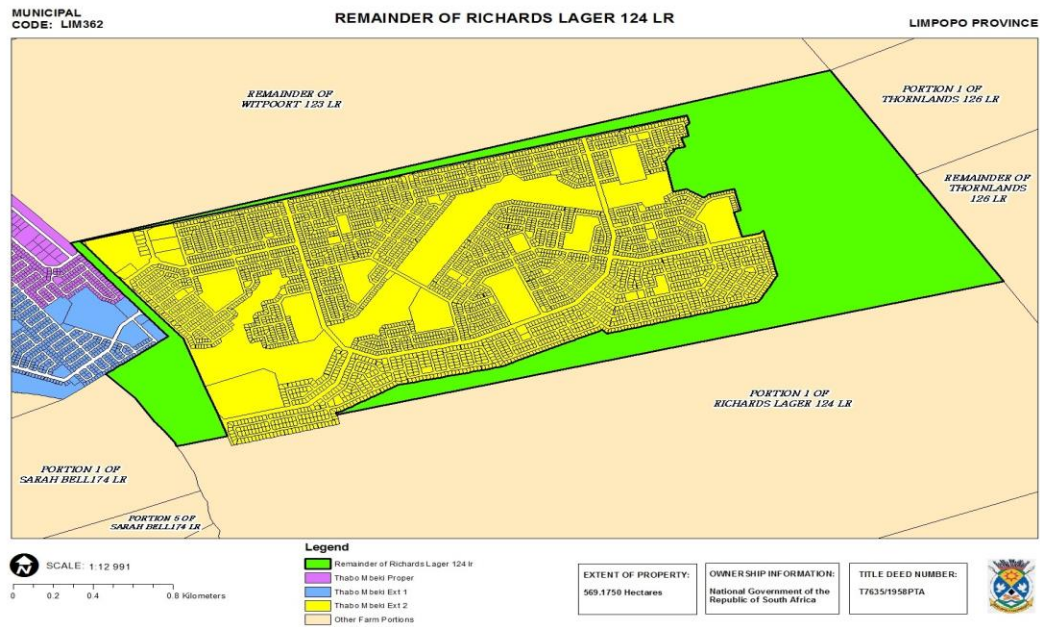 MUNICIPAL
CODE: LIM362
REMAINDER OF RICHARDS LAGER 124 LR
LIMPOPO PROVINCE
REMAINDER OF
WITPOORT 123 LR
PORTION 1 OF
THORNLANDS 126 LR
REMAINDER OF
THORNLANDS
126 LR
PORTION 1 OF
RICHARDS LAGER 124 LR
PORTION 1 OF
SARAH BELL174 LR
PORTION 5 OF
SARAH BELL174 LR
N
SCALE: 1:12 991
0 0.2 0.4 0.8 Kilometers
Legend
Remainder of Richards Lager 124 lr
Thabo Mbeki Proper
Thabo Mbeki Ext 1
Thabo Mbeki Ext 2
Other Farm Portions
EXTENT OF PROPERTY:
569.1750 Hectares
OWNERSHIP INFORMATION:
National Government of the
Republic of South Africa
TITLE DEED NUMBER:
T7635/1958PTA